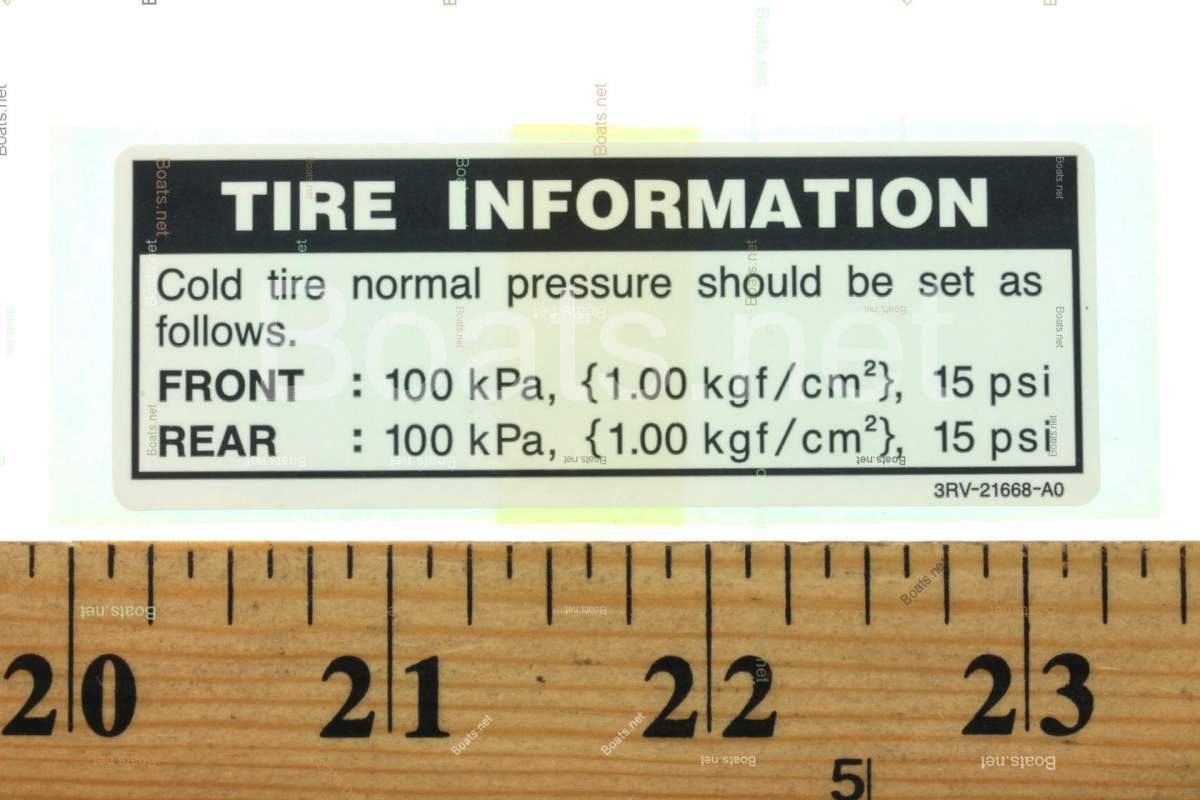 TIRE INFORMATION
Cold tire normal pressure should be set as
follows.
FRONT : 100 kPa, {1.00 kgf/cm²}, 15 psi
REAR : 100 kPa, {1.00 kgf/cm²}, 15 psi
3RV-21668-A0
Boats.net
20 21 22 23
5